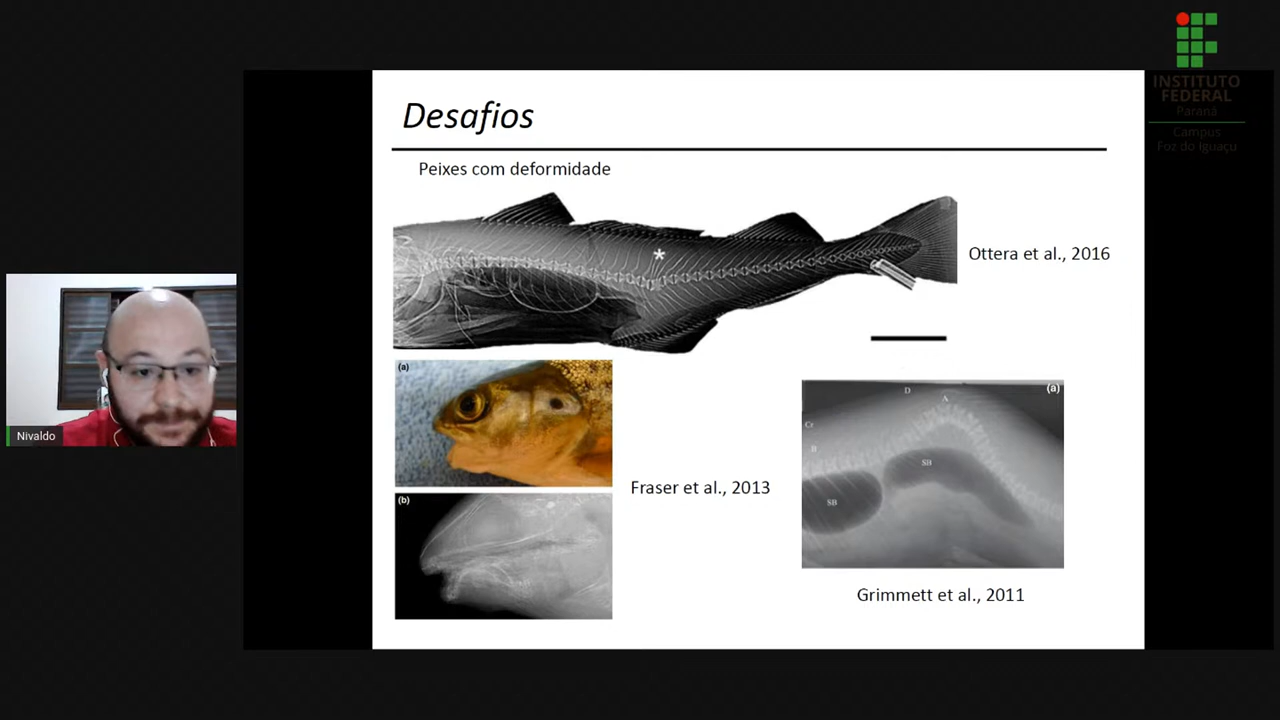 INSTITUTO
FEDERAL
Paraná
Campus
Foz do Iguaçu
Desafios
Peixes com deformidade
*
Ottera et al., 2016
(a)
(b)
Fraser et al., 2013
(a)
D
A
Cr
B
SB
SB
Grimmett et al., 2011
Nivaldo